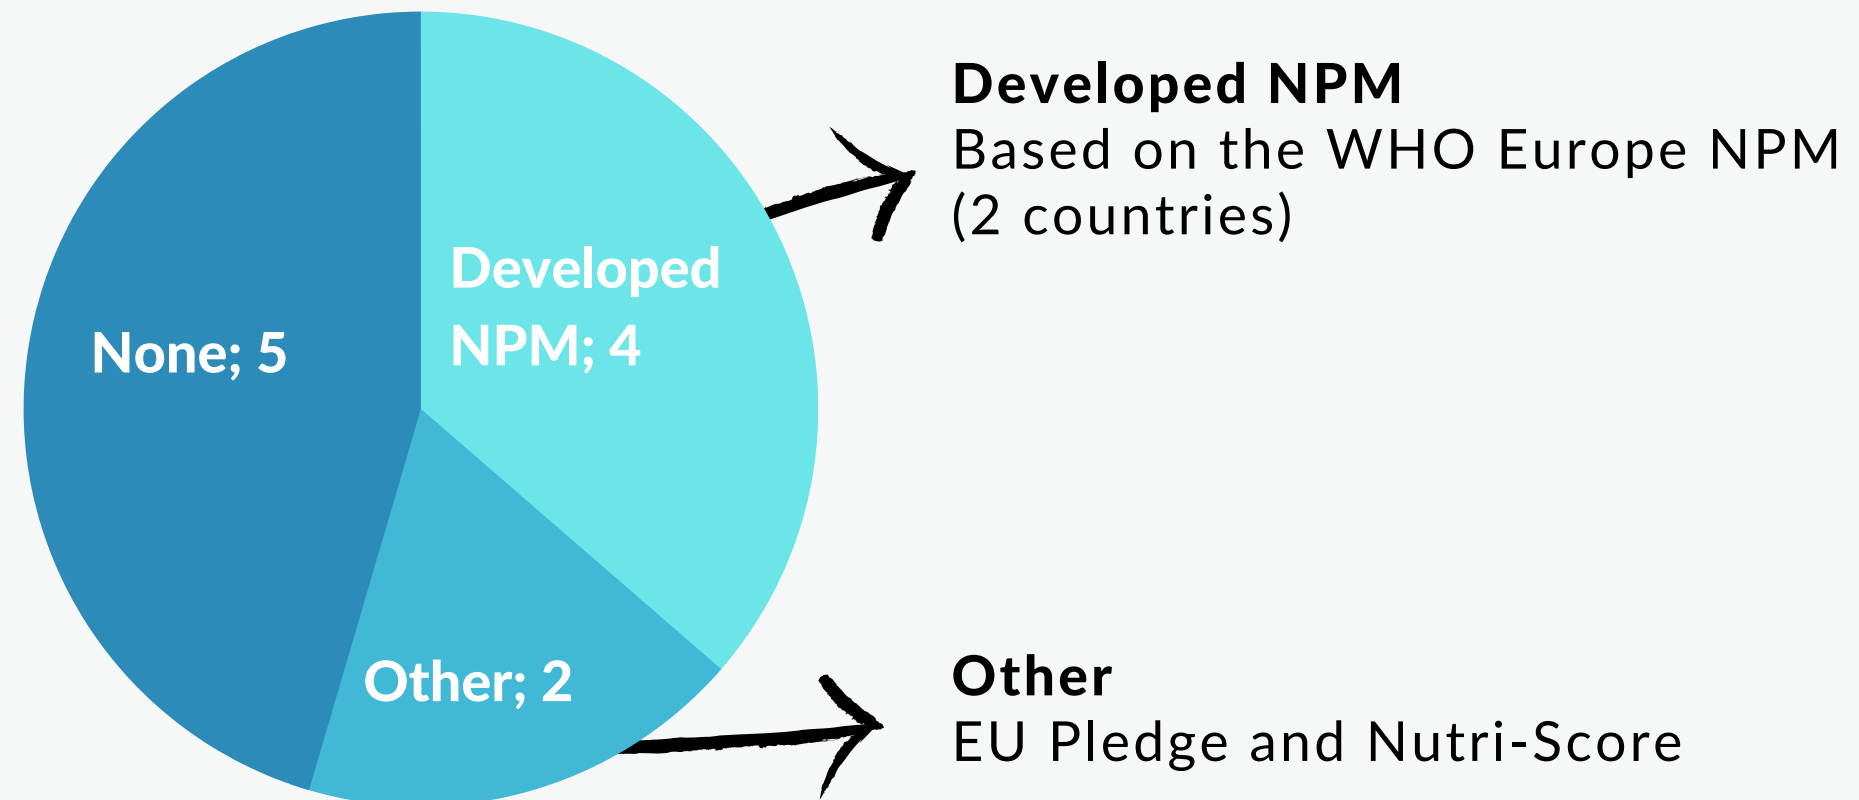 None; 5
Developed
NPM; 4
Other; 2
Developed NPM
Based on the WHO Europe NPM
(2 countries)
Other
EU Pledge and Nutri-Score